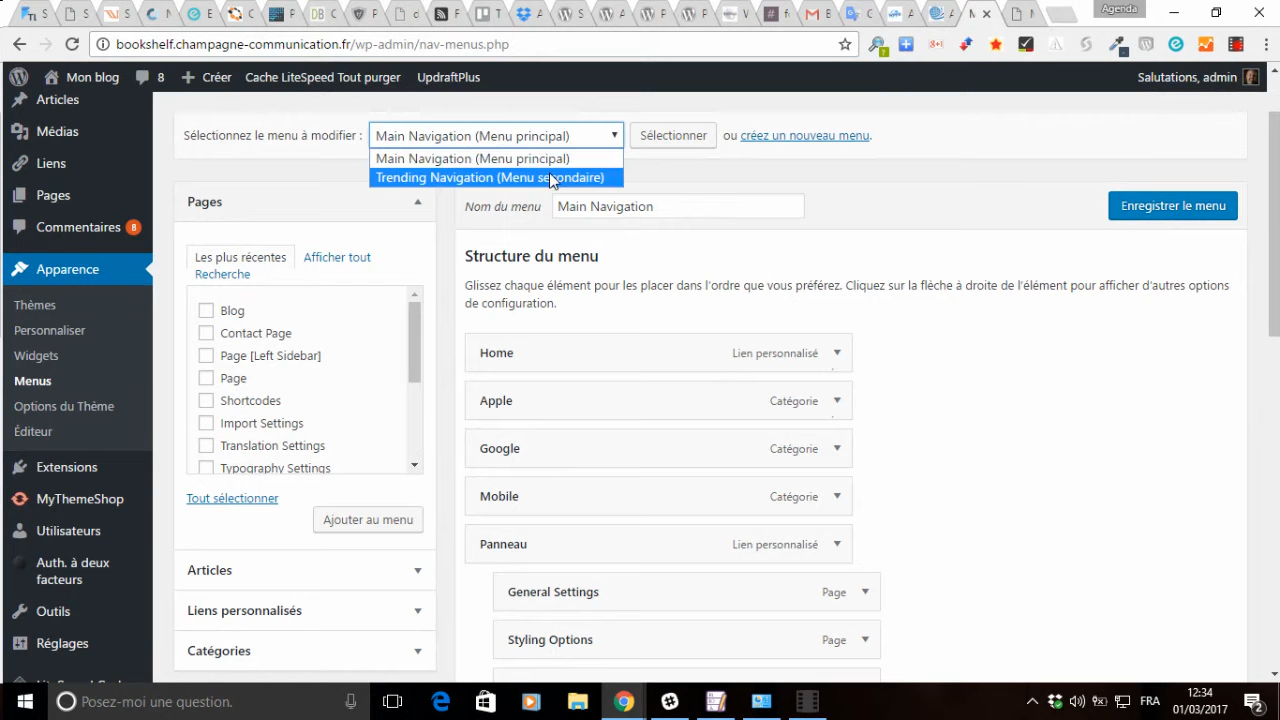 Agenda
bookshelf.champagne-communication.fr/wp-admin/nav-menus.php
Mon blog 8 Créer Cache LiteSpeed Tout purger UpdraftPlus Salutations, admin
Articles
Médias
Liens
Pages
Commentaires 8
Apparence
Thèmes
Personnaliser
Widgets
Menus
Options du Thème
Éditeur
Extensions
MyThemeShop
Utilisateurs
Auth. à deux
facteurs
Outils
Réglages
Sélectionnez le menu à modifier : Main Navigation (Menu principal) Sélectionner ou créez un nouveau menu.
Main Navigation (Menu principal)
Trending Navigation (Menu secondaire)
Pages
Les plus récentes Afficher tout
Recherche
Blog
Contact Page
Page [Left Sidebar]
Page
Shortcodes
Import Settings
Translation Settings
Typography Settings
Tout sélectionner
Ajouter au menu
Articles
Liens personnalisés
Catégories
Nom du menu Main Navigation Enregistrer le menu
Structure du menu
Glissez chaque élément pour les placer dans l'ordre que vous préférez. Cliquez sur la flèche à droite de l'élément pour afficher d'autres options
de configuration.
Home Lien personnalisé
Apple Catégorie
Google Catégorie
Mobile Catégorie
Panneau Lien personnalisé
General Settings Page
Styling Options Page
Posez-moi une question.
FRA
12:34
01/03/2017
2